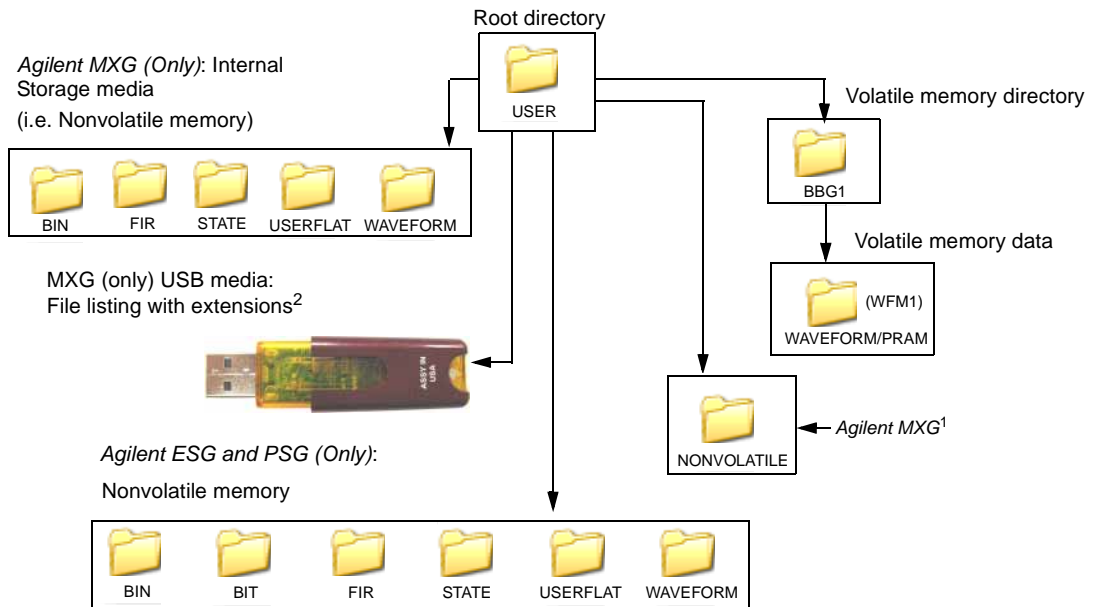 Root directory
USER
Agilent MXG (Only): Internal
Storage media
(i.e. Nonvolatile memory)
BIN
FIR
STATE
USERFLAT
WAVEFORM
Volatile memory directory
BBG1
Volatile memory data
(WFM1)
WAVEFORM/PRAM
MXG (only) USB media:
File listing with extensions2
ASSY IN
USA
NONVOLATILE
Agilent MXG1
Agilent ESG and PSG (Only):
Nonvolatile memory
BIN
BIT
FIR
STATE
USERFLAT
WAVEFORM